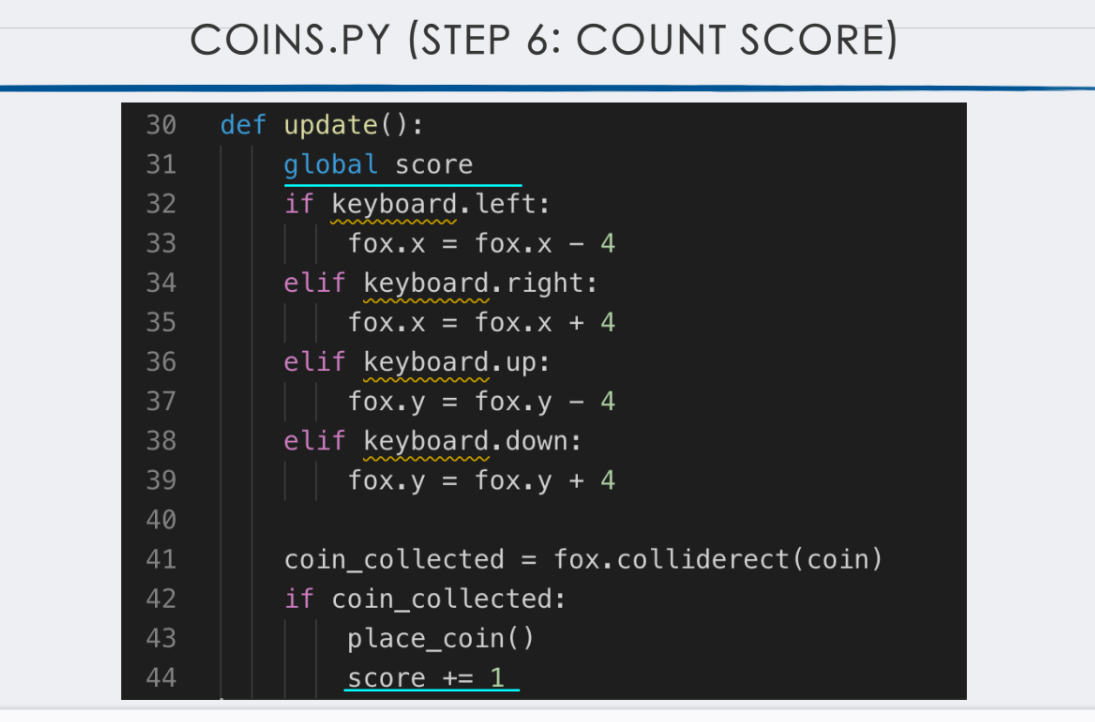 COINS.PY (STEP 6: COUNT SCORE)
30 def update():
31     global score
32     if keyboard.left:
33         fox.x = fox.x - 4
34     elif keyboard.right:
35         fox.x = fox.x + 4
36     elif keyboard.up:
37         fox.y = fox.y - 4
38     elif keyboard.down:
39         fox.y = fox.y + 4
40
41     coin_collected = fox.colliderect(coin)
42     if coin_collected:
43         place_coin()
44         score += 1